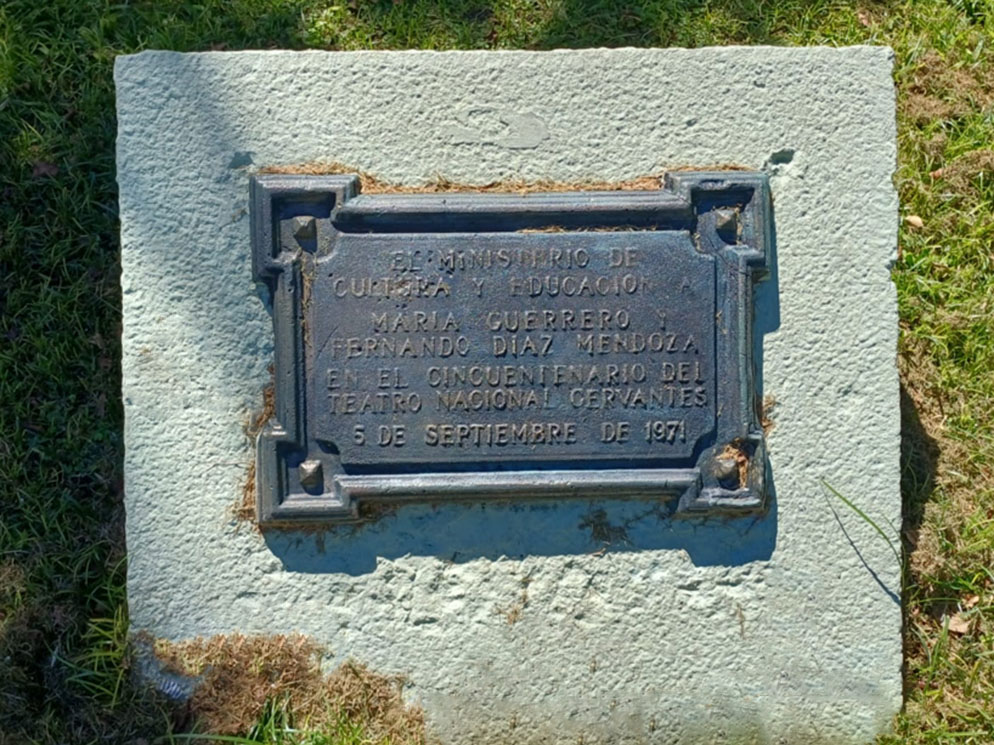 EL MINISTERIO DE
CULTURA Y EDUCACION A
MARIA GUERRERO Y
FERNANDO DIAZ MENDOZA
EN EL CINCUENTENARIO DEL
TEATRO NACIONAL CERVANTES
5 DE SEPTIEMBRE DE 1971